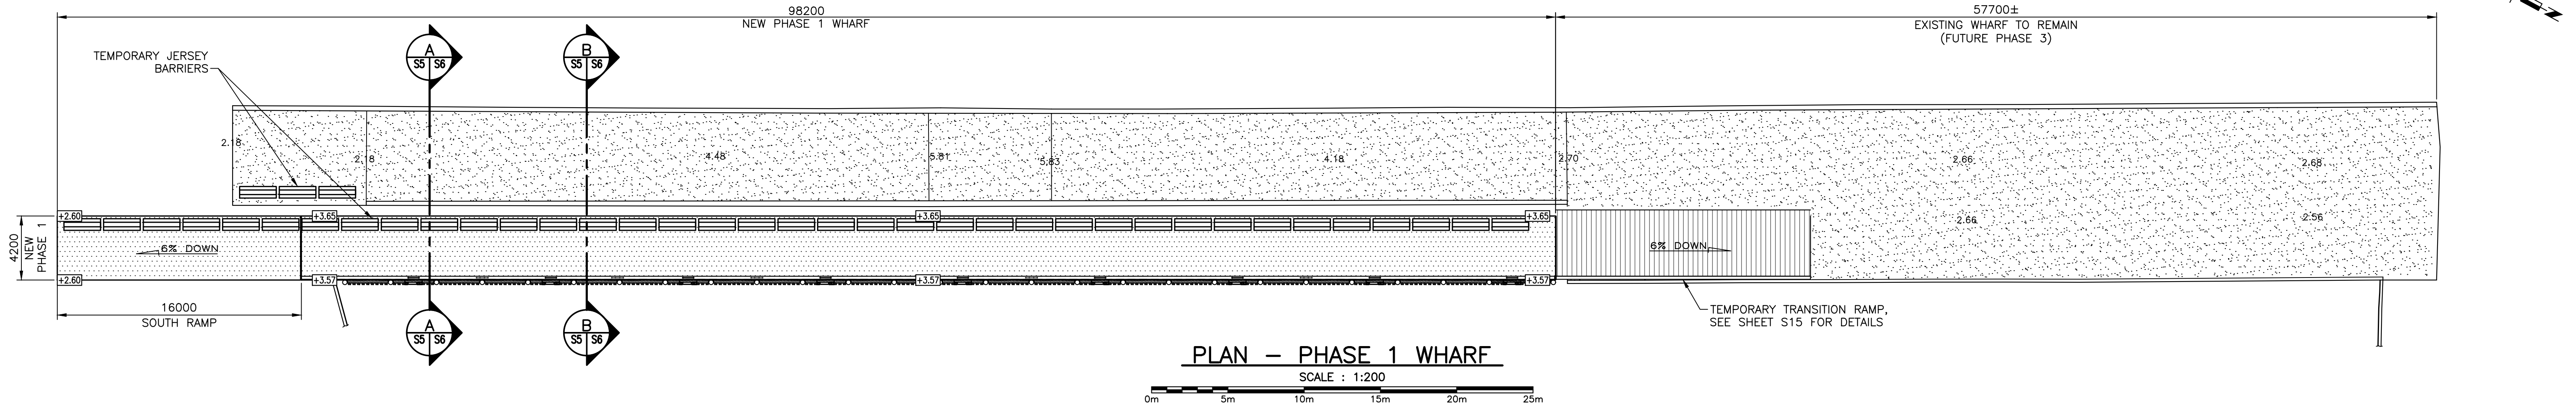 98200
NEW PHASE 1 WHARF
57700±
EXISTING WHARF TO REMAIN
(FUTURE PHASE 3)
N
TEMPORARY JERSEY
BARRIERS
A
S5 S6
B
S5 S6
2.18
2.18
4.48
5.81
5.83
4.18
2.70
2.66
2.68
+2.60
+3.65
+3.65
+3.65
2.66
2.56
4200
NEW
PHASE 1
6% DOWN
6% DOWN
+2.60
+3.57
+3.57
+3.57
16000
SOUTH RAMP
A
S5 S6
B
S5 S6
TEMPORARY TRANSITION RAMP,
SEE SHEET S15 FOR DETAILS
PLAN - PHASE 1 WHARF
SCALE : 1:200
0m 5m 10m 15m 20m 25m